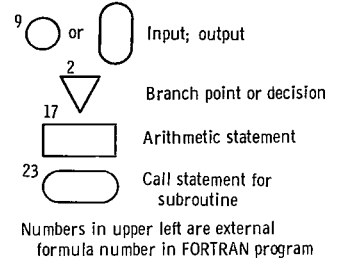 9 or Input; output
2
Branch point or decision
17
Arithmetic statement
23 Call statement for
subroutine
Numbers in upper left are external
formula number in FORTRAN program